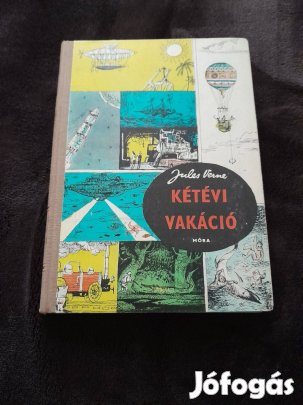 Jules Verne
KÉTÉVI
VAKÁCIÓ
MÓRA
Jófogás